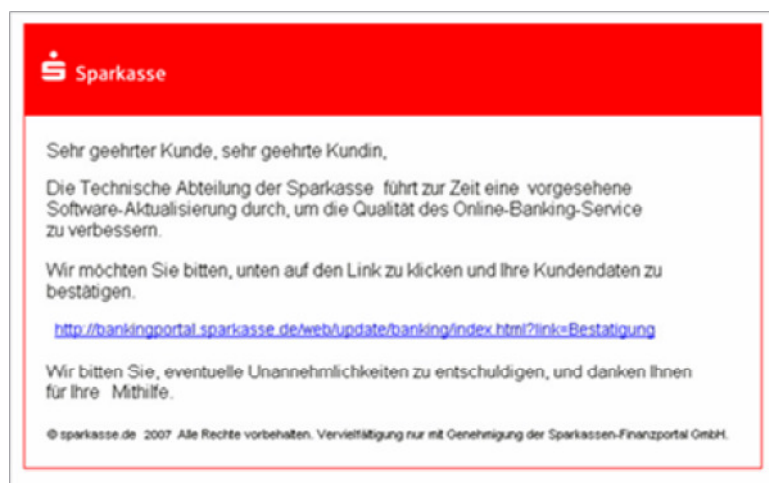 Sparkasse
Sehr geehrter Kunde, sehr geehrte Kundin,
Die Technische Abteilung der Sparkasse führt zur Zeit eine vorgesehene
Software-Aktualisierung durch, um die Qualität des Online-Banking-Service
zu verbessern.
Wir möchten Sie bitten, unten auf den Link zu klicken und Ihre Kundendaten zu
bestätigen.
http://bankingportal.sparkasse.de/web/update/banking/index.html?link=Bestatigung
Wir bitten Sie, eventuelle Unannehmlichkeiten zu entschuldigen, und danken Ihnen
für Ihre Mithilfe.
© sparkasse.de 2007 Alle Rechte vorbehalten. Vervielfältigung nur mit Genehmigung der Sparkassen-Finanzportal GmbH.